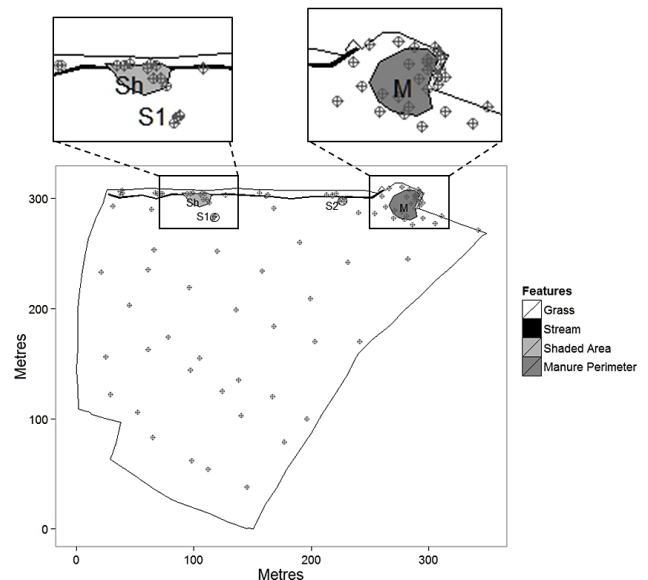 Sh
S1
M
300
Sh
S1
S2
M
200
100
0
Metres
0 100 200 300
Metres
Features
Grass
Stream
Shaded Area
Manure Perimeter